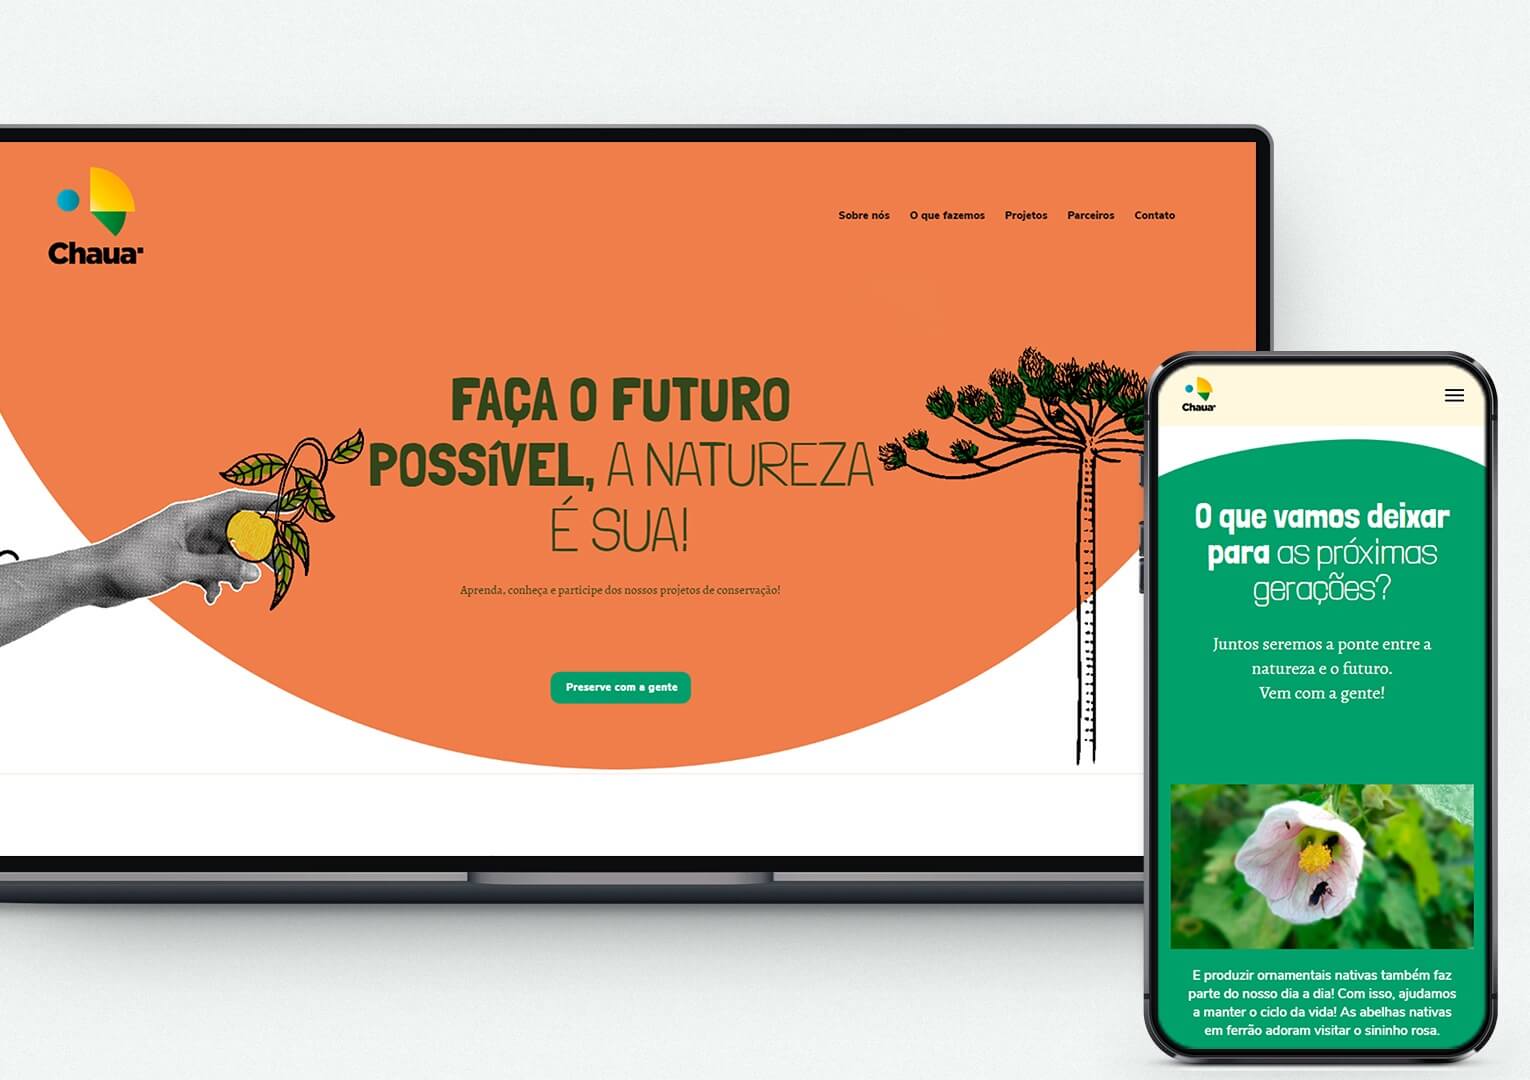 Chaua
Sobre nós O que fazemos Projetos Parceiros Contato
FAÇA O FUTURO
POSSÍVEL, A NATUREZA
É SUA!
Aprenda, conheça e participe dos nossos projetos de conservação!
Preserve com a gente
Chaua
O que vamos deixar
para as próximas
gerações?
Juntos seremos a ponte entre a
natureza e o futuro.
Vem com a gente!
E produzir ornamentais nativas também faz
parte do nosso dia a dia! Com isso, ajudamos
a manter o ciclo da vida! As abelhas nativas
em ferrão adoram visitar o sininho rosa.